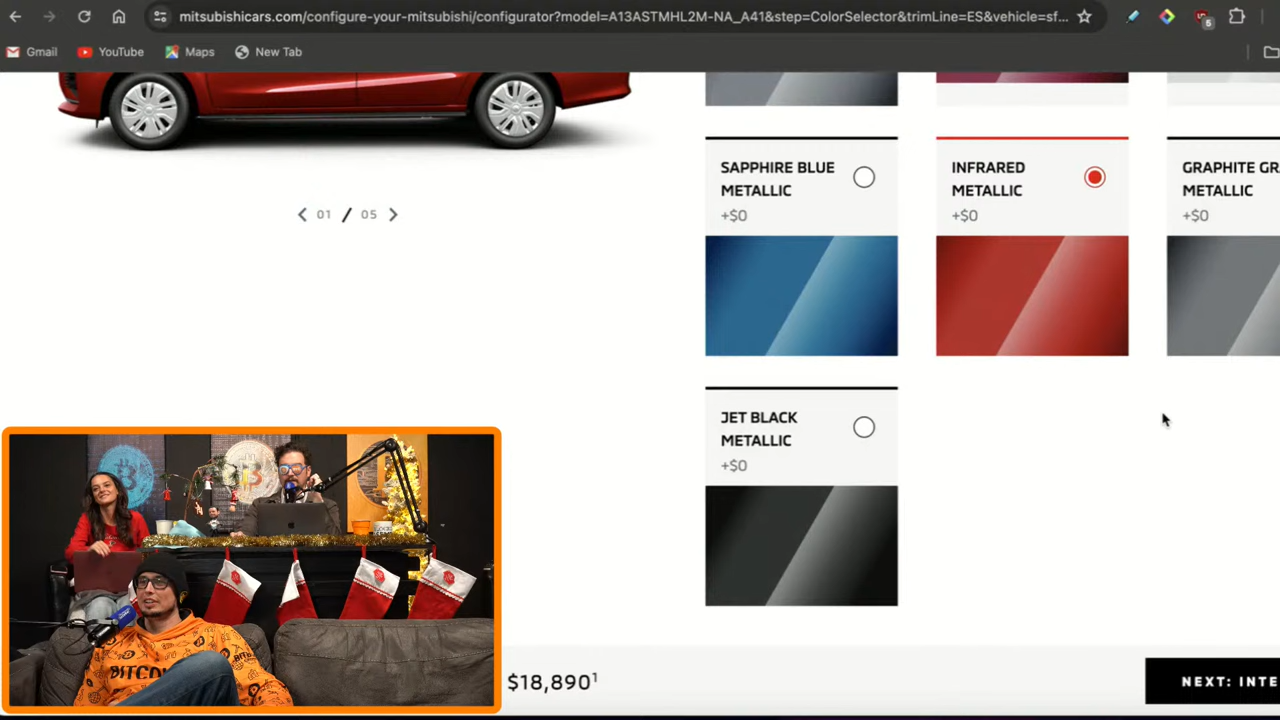 mitsubishicars.com/configure-your-mitsubishi/configurator?model=A13ASTMHL2M-NA_A41&step=ColorSelector&trimLine=ES&vehicle=sf...
5
Gmail
YouTube
Maps
New Tab
SAPPHIRE BLUE
METALLIC
+$0
INFRARED
METALLIC
+$0
GRAPHITE GR
METALLIC
+$0
01 / 05
JET BLACK
METALLIC
+$0
$18,890¹
NEXT: INTE